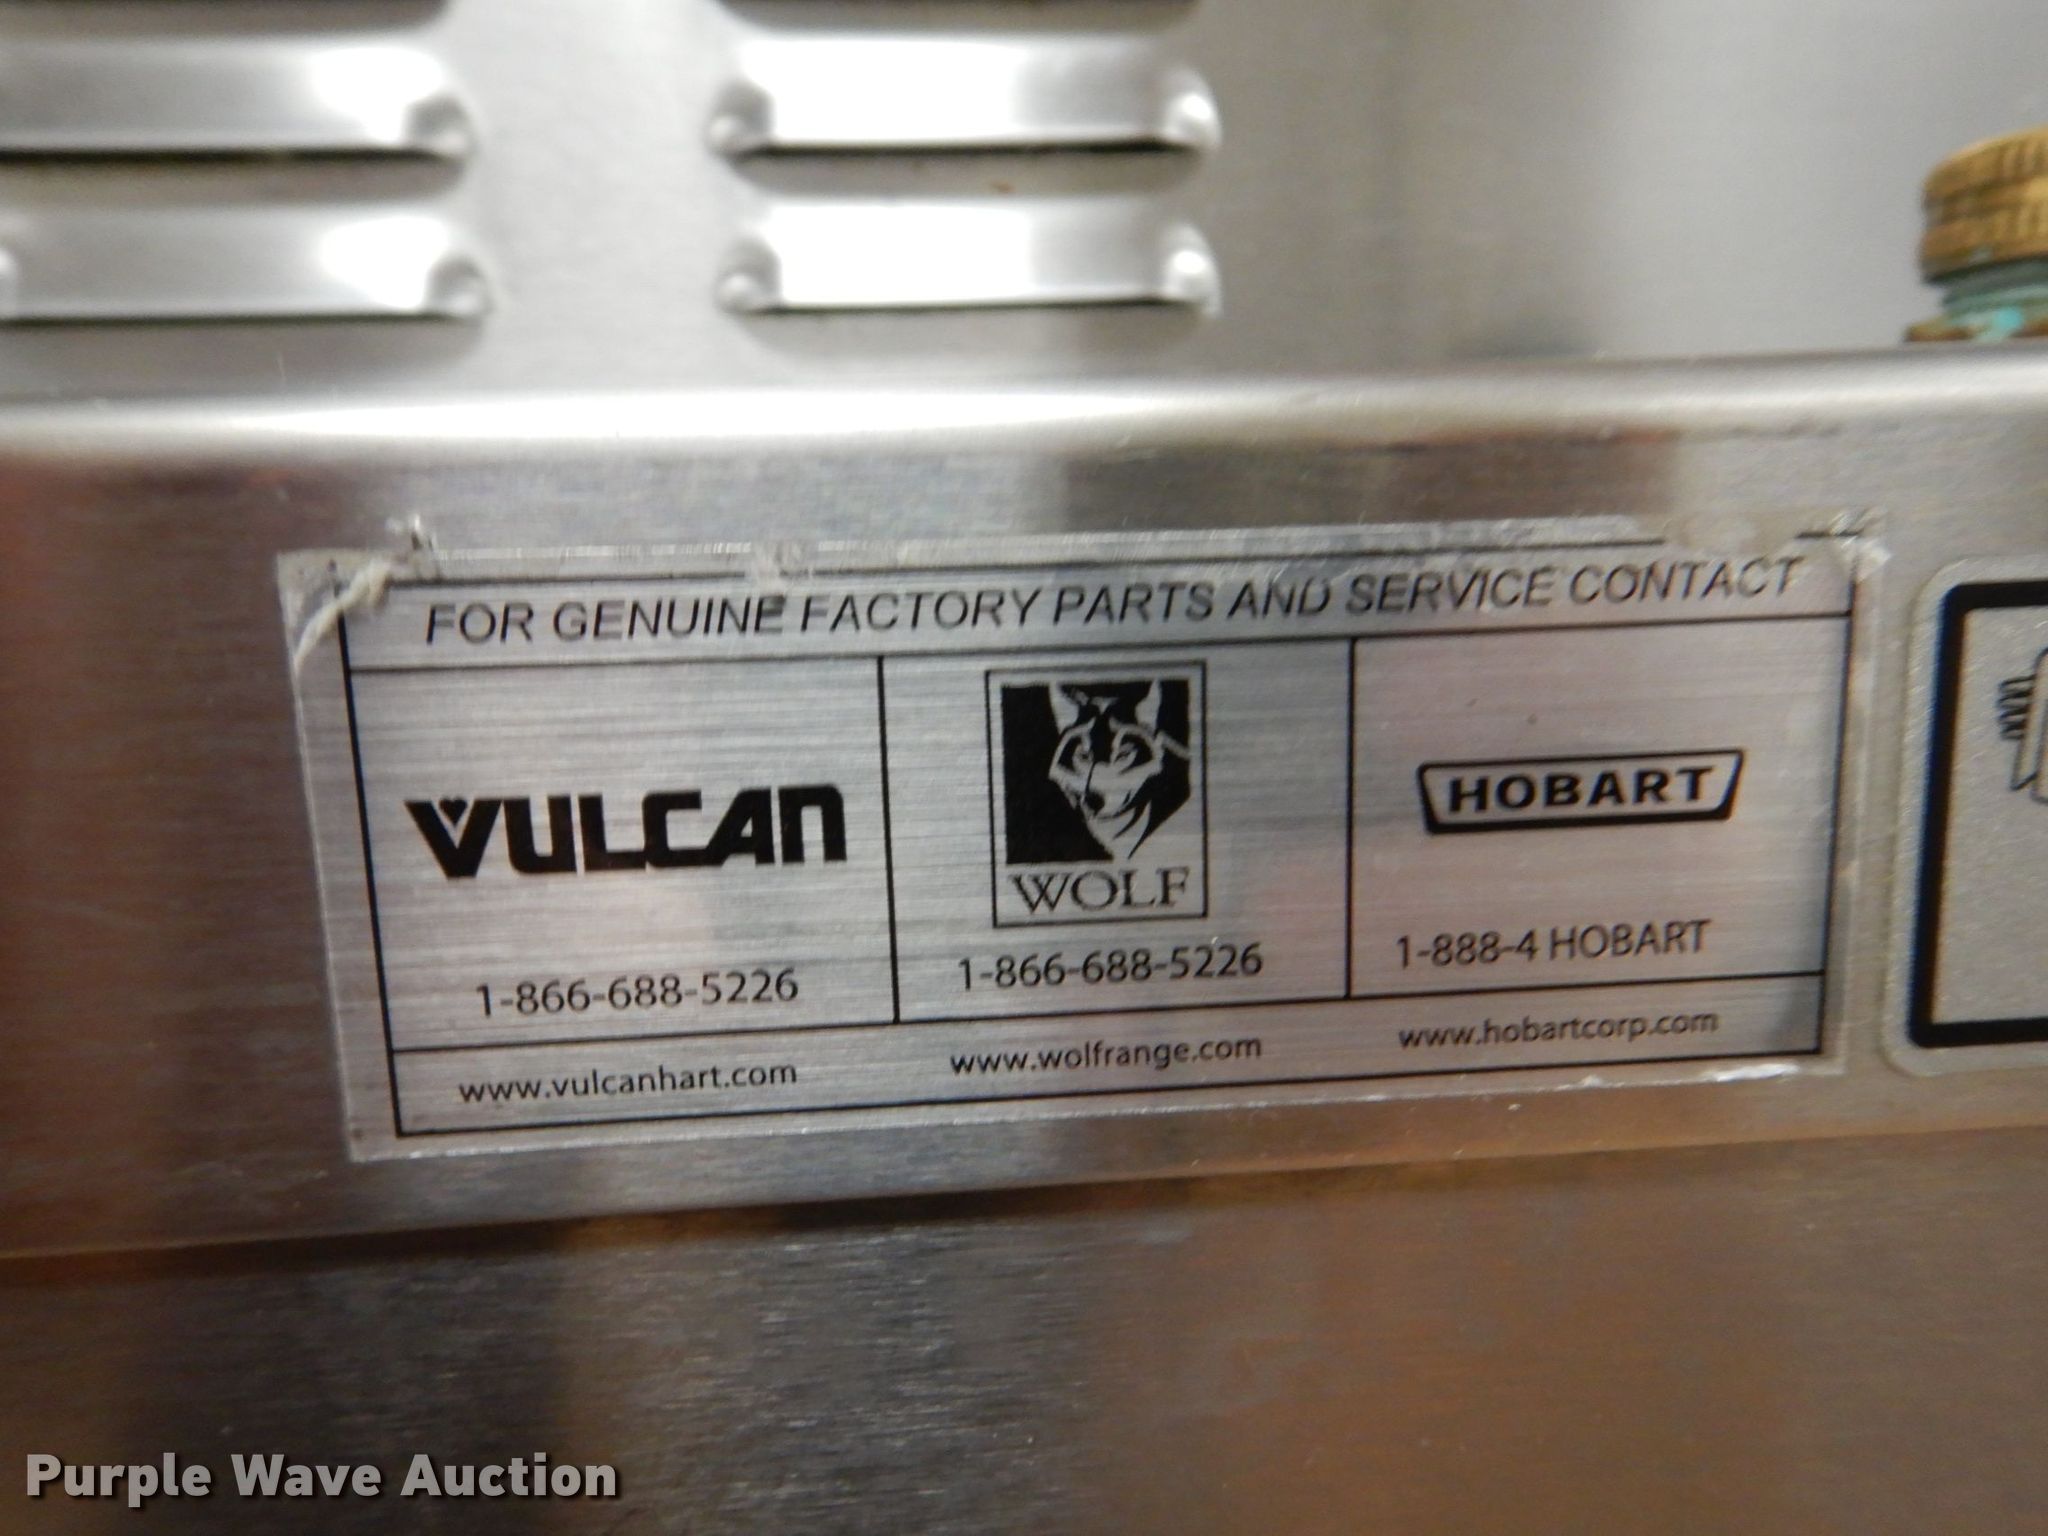 FOR GENUINE FACTORY PARTS AND SERVICE CONTACT
VULCAN
1-866-688-5226
www.vulcanhart.com
WOLF
1-866-688-5226
www.wolfrange.com
HOBART
1-888-4 HOBART
www.hobartcorp.com
Purple Wave Auction